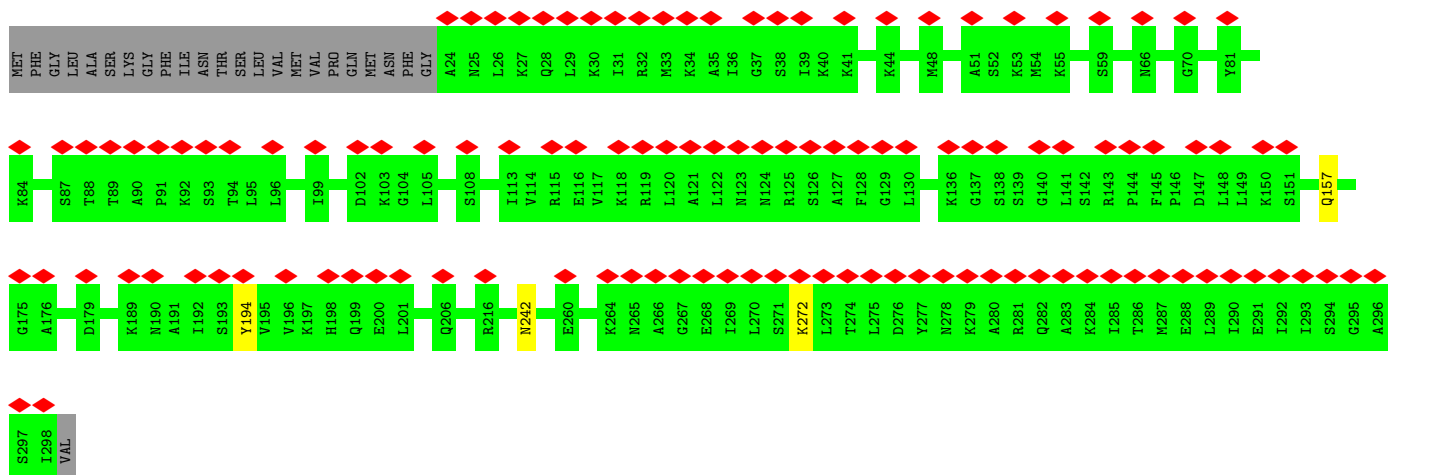 MET PHE GLY LEU ALA SER LYS GLY PHE ILE ASN THR SER LEU VAL MET VAL PRO GLN MET ASN PHE GLY A24 N25 L26 K27 Q28 L29 K30 I31 R32 M33 K34 A35 I36 G37 S38 I39 K40 K41 K44 M48 A51 S52 K53 M54 K55 S59 N66 G70 Y81
K84 S87 T88 T89 A90 P91 K92 S93 T94 L95 L96 I99 D102 K103 G104 L105 S108 I113 V114 R115 E116 V117 K118 R119 L120 A121 L122 N123 N124 R125 S126 A127 F128 G129 L130 K136 G137 S138 S139 G140 L141 S142 R143 P144 F145 P146 D147 L148 L149 K150 S151 Q157
G175 A176 D179 K189 N190 A191 I192 S193 Y194 V195 V196 K197 H198 Q199 E200 L201 Q206 R216 N242 E260 K264 N265 A266 G267 E268 I269 L270 S271 K272 L273 T274 L275 D276 Y277 N278 K279 A280 R281 Q282 A283 K284 I285 T286 M287 E288 L289 I290 E291 I292 I293 S294 G295 A296
S297 I298 VAL